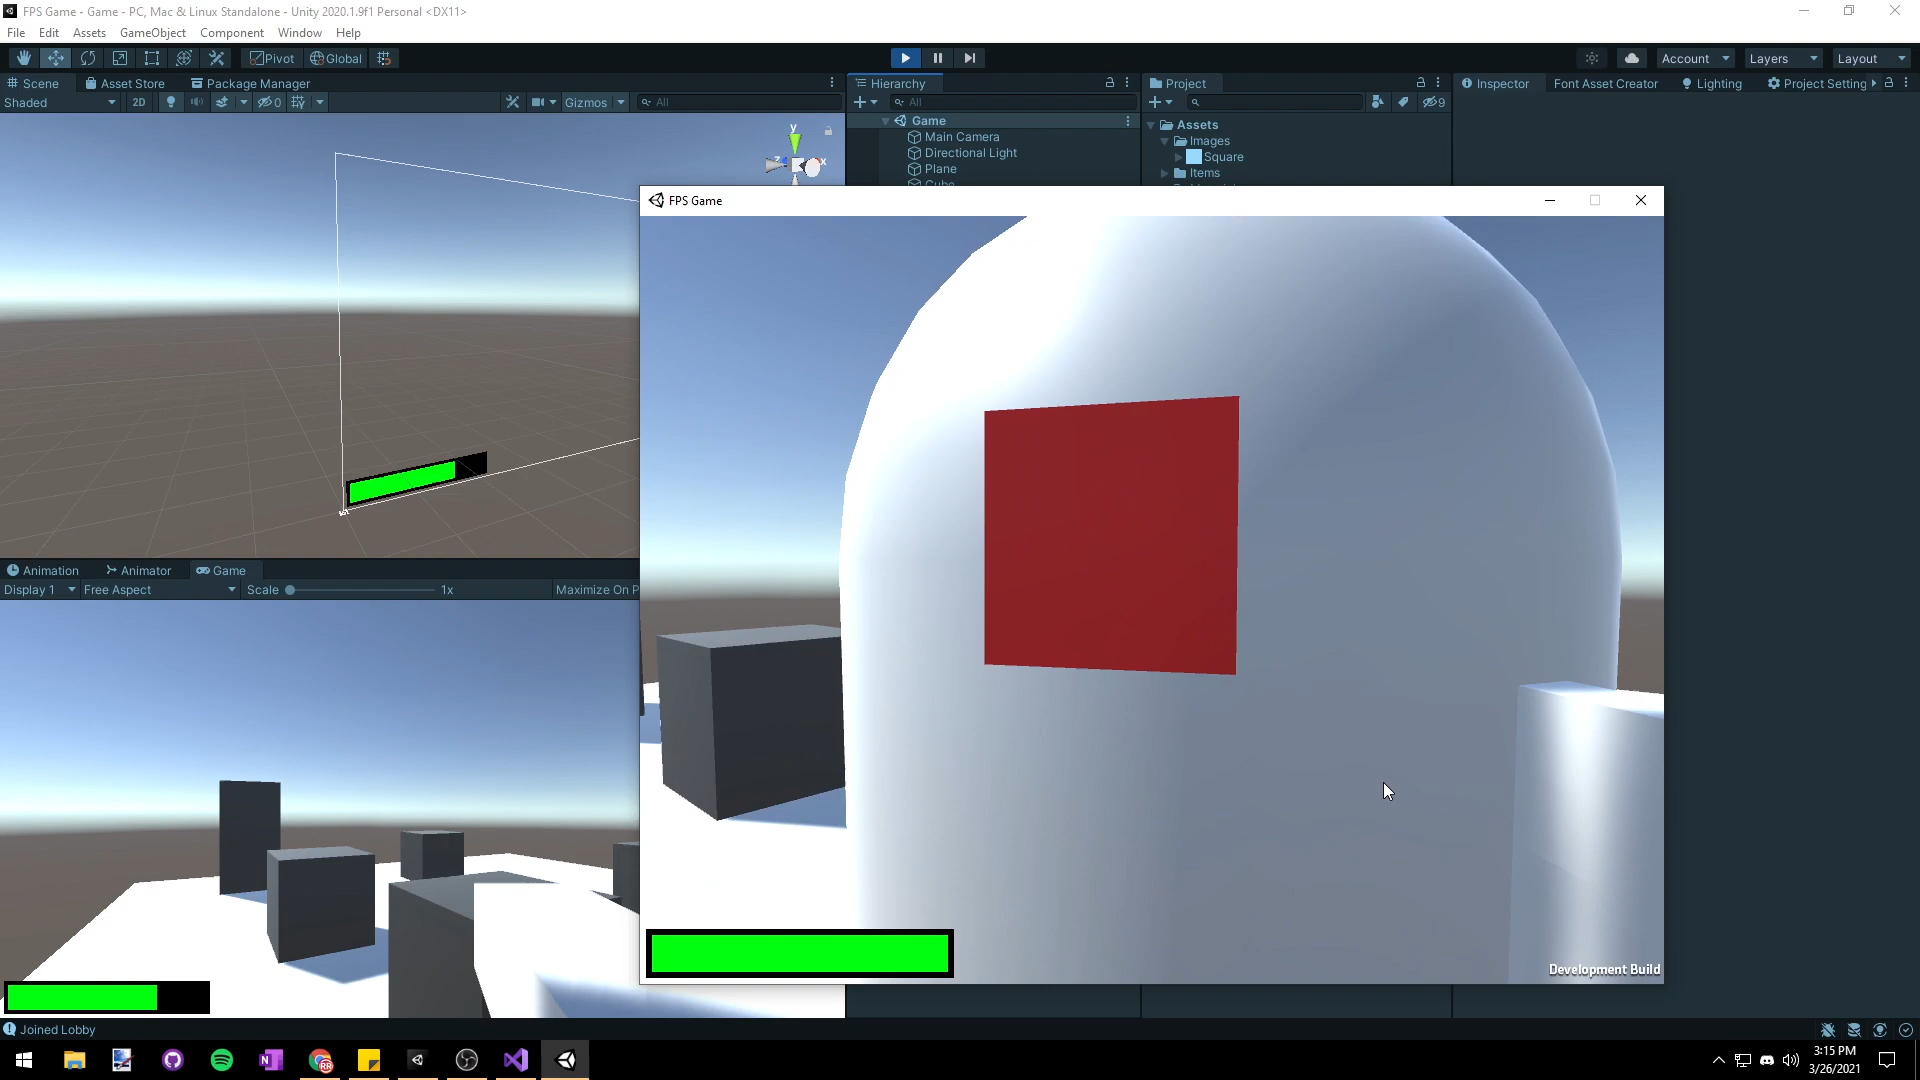 FPS Game - Game - PC, Mac & Linux Standalone - Unity 2020.1.9f1 Personal <DX11>
File Edit Assets GameObject Component Window Help
Pivot Global Account Layers Layout
Scene Asset Store Package Manager
Hierarchy
Project
Inspector Font Asset Creator Lighting Project Setting
Shaded 2D Gizmos All
All
9
Game
Main Camera
Directional Light
Plane
Cube
Assets
Images
Square
Items
y
x
FPS Game
Development Build
Animation Animator Game
Display 1 Free Aspect Scale 1x Maximize On P
Joined Lobby
3:15 PM
3/26/2021